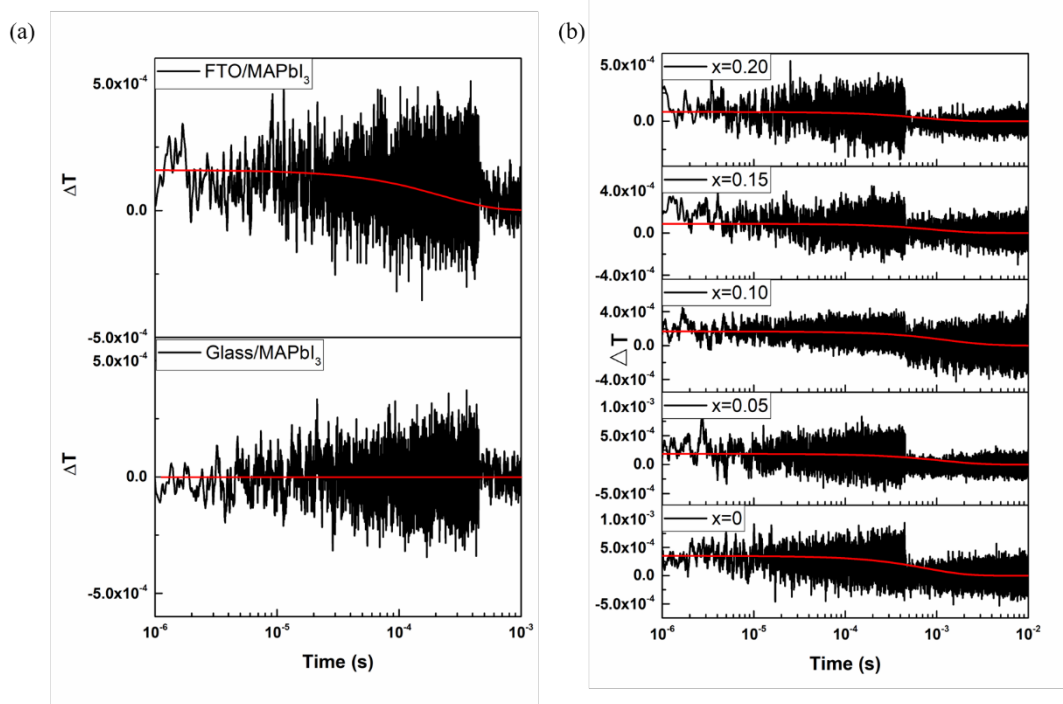 (a)
FTO/MAPbI₃
5.0x10⁻⁴
0.0
-5.0x10⁻⁴
ΔT
Glass/MAPbI₃
5.0x10⁻⁴
0.0
-5.0x10⁻⁴
ΔT
10⁻⁶ 10⁻⁵ 10⁻⁴ 10⁻³
Time (s)
(b)
x=0.20
5.0x10⁻⁴
0.0
x=0.15
4.0x10⁻⁴
0.0
-4.0x10⁻⁴
x=0.10
4.0x10⁻⁴
0.0
-4.0x10⁻⁴
ΔT
x=0.05
1.0x10⁻³
5.0x10⁻⁴
0.0
-5.0x10⁻⁴
x=0
1.0x10⁻³
5.0x10⁻⁴
0.0
-5.0x10⁻⁴
10⁻⁶ 10⁻⁵ 10⁻⁴ 10⁻³ 10⁻²
Time (s)